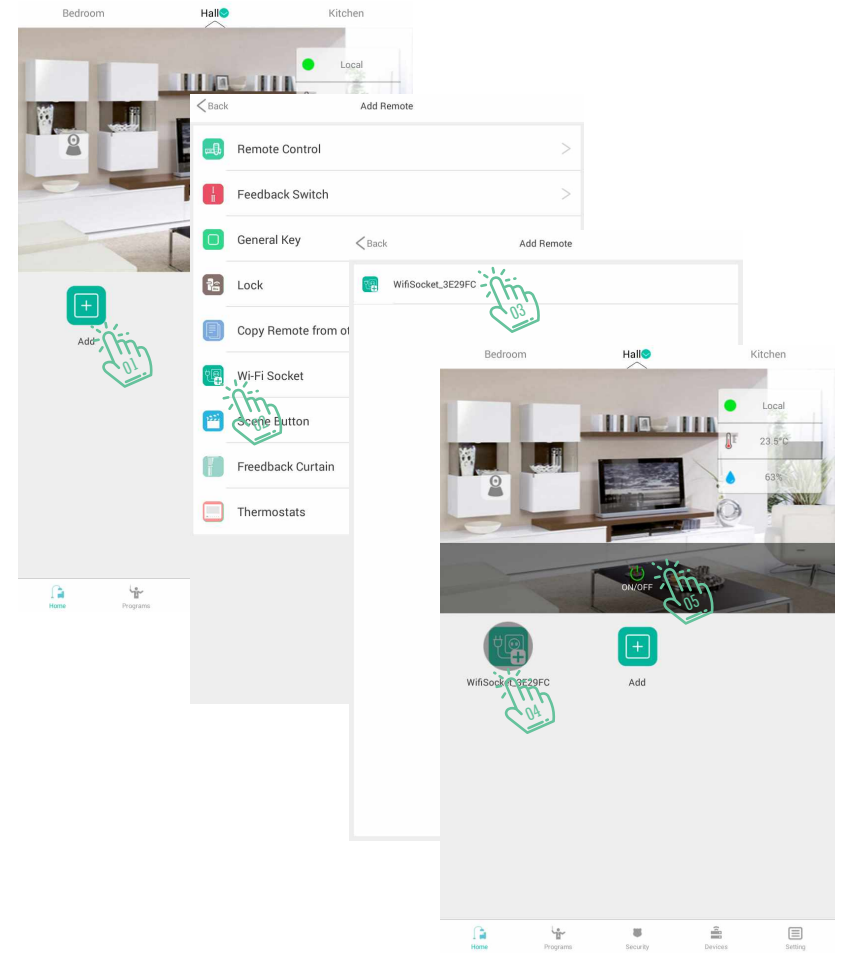 Bedroom Hall Kitchen
Local
Add
01
Home Programs
Back Add Remote
Remote Control
Feedback Switch
General Key
Lock
Copy Remote from ot
Wi-Fi Socket
02
Scene Button
Freedback Curtain
Thermostats
Back Add Remote
WifiSocket_3E29FC
03
Bedroom Hall Kitchen
Local
23.5°C
63%
ON/OFF
05
WifiSocket_3E29FC Add
04
Home Programs Security Devices Setting